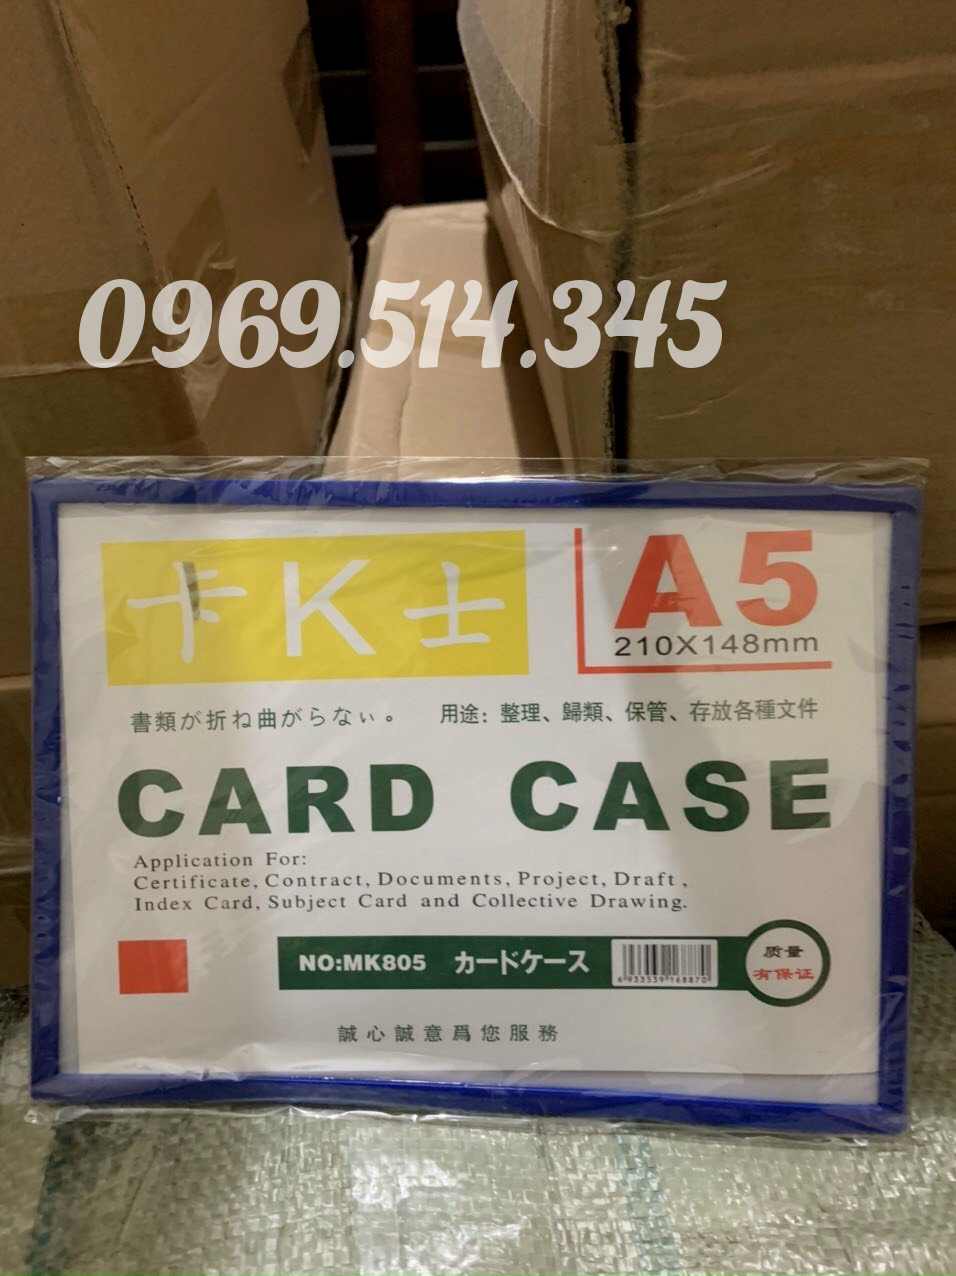 0969.514.345
卡K士
A5
210X148mm
書類が折ね曲がらなぃ。 用途: 整理、歸類、保管、存放各種文件
CARD CASE
Application For:
Certificate, Contract, Documents, Project, Draft,
Index Card, Subject Card and Collective Drawing.
NO:MK805 カードケース
6933539168870
质量
有保证
誠心誠意爲您服務